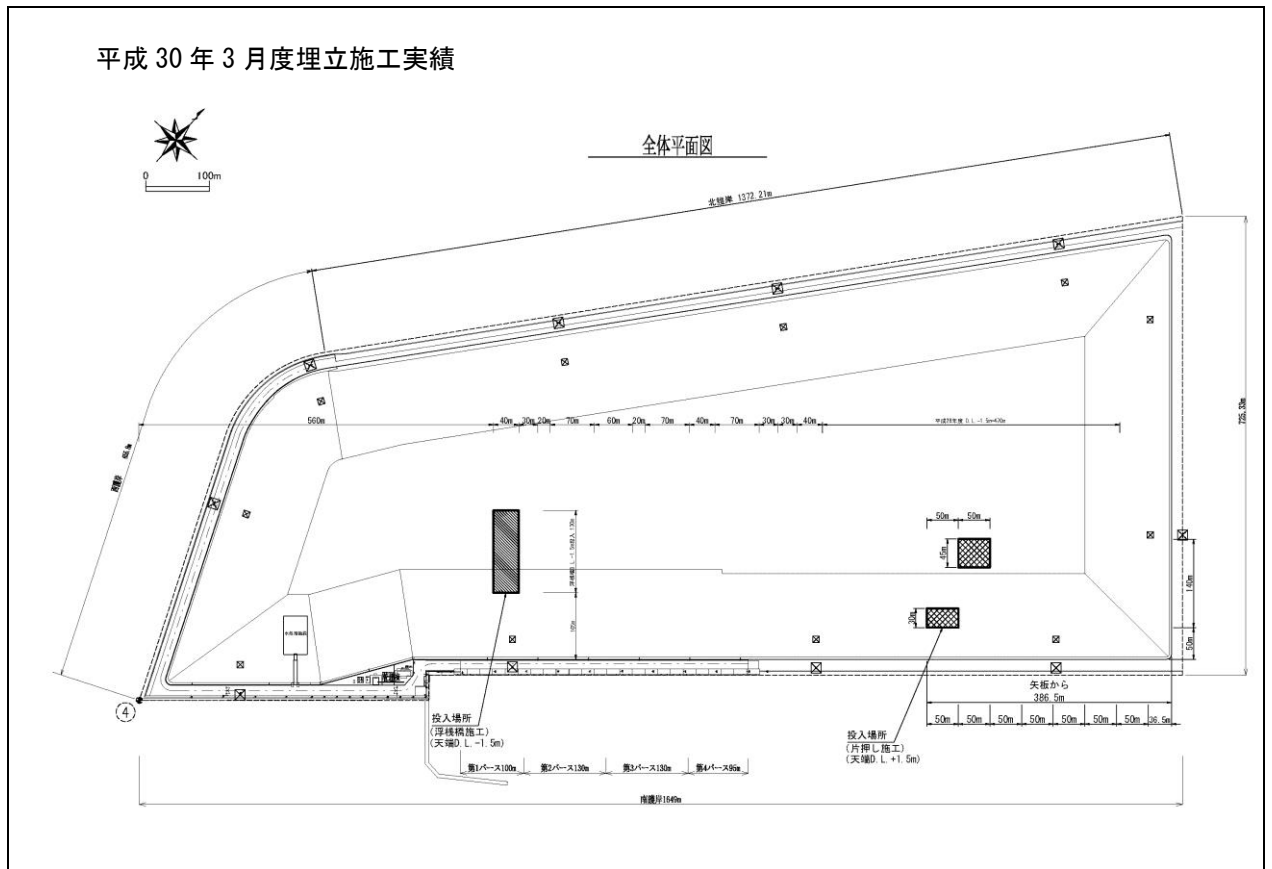 平成 30 年 3 月度埋立施工実績
全体平面図
0 100m
北護岸 1372.21m
725.33m
560m 40m 30m 20m 70m 60m 20m 70m 40m 70m 30m 30m 40m
50m 50m
45m
30m
140m
50m
矢板から
386.5m
50m 50m 50m 50m 50m 50m 50m 36.5m
④
投入場所
(浮桟橋施工)
(天端D.L.-1.5m)
投入場所
(片押し施工)
(天端D.L.+1.5m)
第1バース100m 第2バース130m 第3バース130m 第4バース95m
南護岸1649m